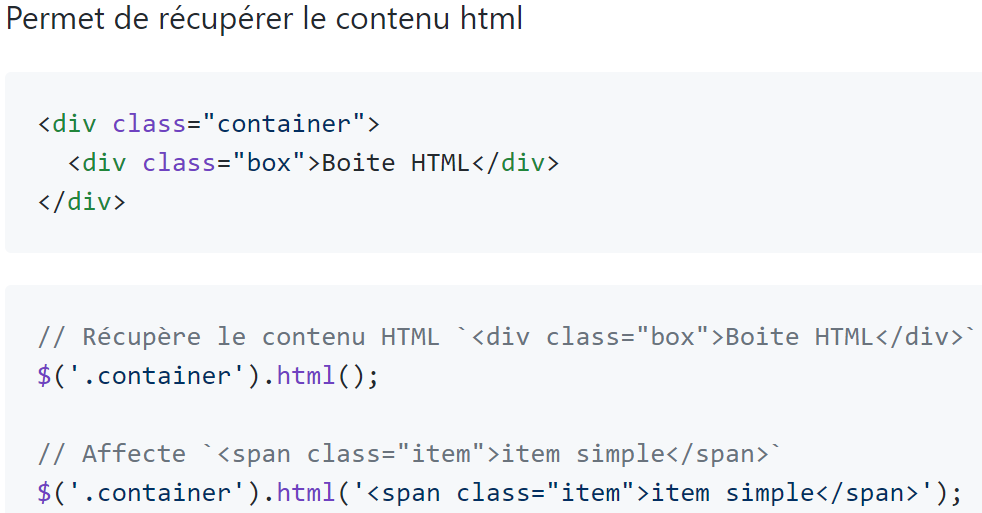 Permet de récupérer le contenu html
<div class="container">
  <div class="box">Boite HTML</div>
</div>
// Récupère le contenu HTML `<div class="box">Boite HTML</div>`
$('.container').html();
// Affecte `<span class="item">item simple</span>`
$('.container').html('<span class="item">item simple</span>');